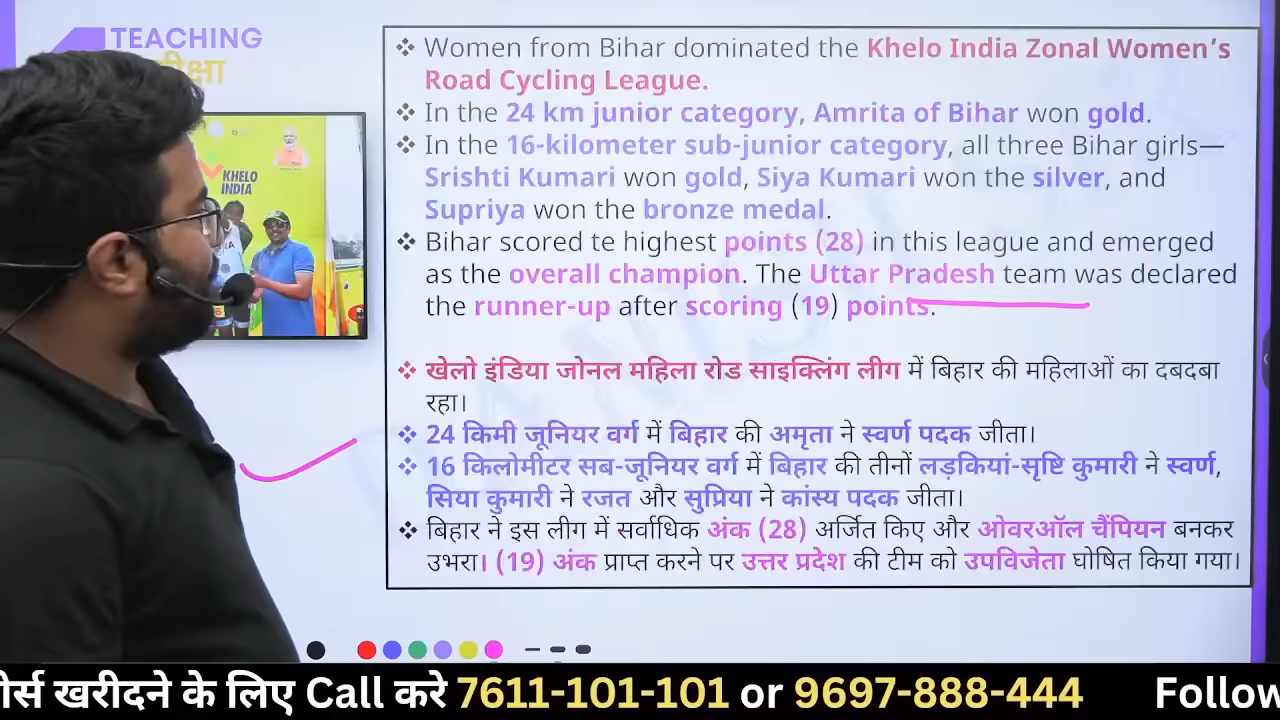 TEACHING
❖ Women from Bihar dominated the Khelo India Zonal Women's
Road Cycling League.
❖ In the 24 km junior category, Amrita of Bihar won gold.
❖ In the 16-kilometer sub-junior category, all three Bihar girls—
Srishti Kumari won gold, Siya Kumari won the silver, and
Supriya won the bronze medal.
❖ Bihar scored te highest points (28) in this league and emerged
as the overall champion. The Uttar Pradesh team was declared
the runner-up after scoring (19) points.
KHELO
INDIA
❖ खेलो इंडिया जोनल महिला रोड साइक्लिंग लीग में बिहार की महिलाओं का दबदबा
रहा।
❖ 24 किमी जूनियर वर्ग में बिहार की अमृता ने स्वर्ण पदक जीता।
❖ 16 किलोमीटर सब-जूनियर वर्ग में बिहार की तीनों लड़कियां-सृष्टि कुमारी ने स्वर्ण,
सिया कुमारी ने रजत और सुप्रिया ने कांस्य पदक जीता।
❖ बिहार ने इस लीग में सर्वाधिक अंक (28) अर्जित किए और ओवरऑल चैंपियन बनकर
उभरा। (19) अंक प्राप्त करने पर उत्तर प्रदेश की टीम को उपविजेता घोषित किया गया।
खरीदने के लिए Call करे 7611-101-101 or 9697-888-444 Follow